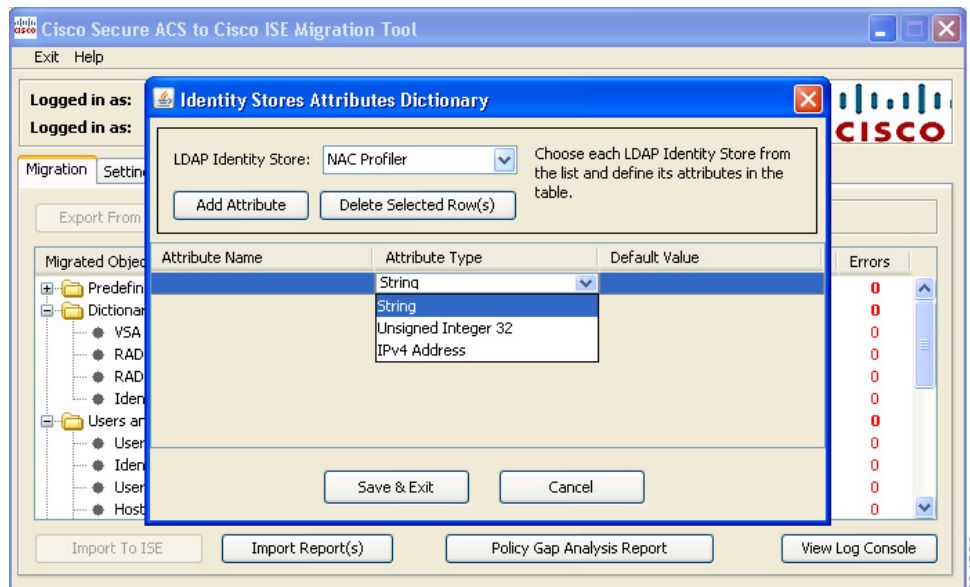 Cisco Secure ACS to Cisco ISE Migration Tool
Exit Help
Logged in as:
Logged in as:
CISCO
Migration Settin
Export From
Identity Stores Attributes Dictionary
LDAP Identity Store: NAC Profiler
Choose each LDAP Identity Store from
the list and define its attributes in the
table.
Add Attribute Delete Selected Row(s)
Attribute Name Attribute Type Default Value
String
String
Unsigned Integer 32
IPv4 Address
Save & Exit Cancel
Migrated Objec Errors
Predefin 0
Dictionar 0
VSA 0
RAD 0
RAD 0
Iden 0
Users an 0
User 0
Iden 0
User 0
Host 0
Import To ISE Import Report(s) Policy Gap Analysis Report View Log Console